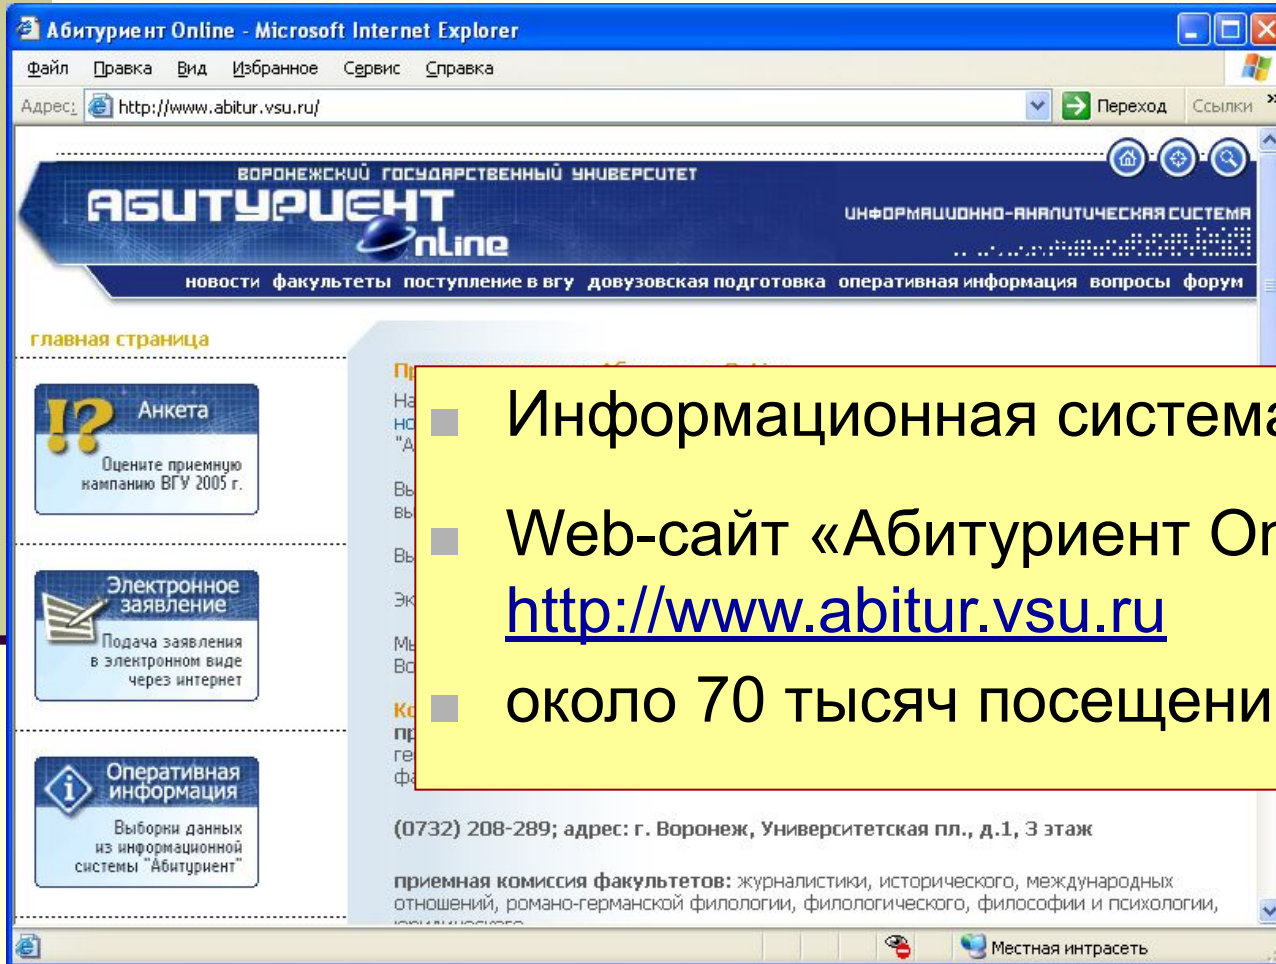 Абитуриент Online - Microsoft Internet Explorer
Файл Правка Вид Избранное Сервис Справка
Адрес: http://www.abitur.vsu.ru/ Переход Ссылки »
ВОРОНЕЖСКИЙ ГОСУДАРСТВЕННЫЙ УНИВЕРСИТЕТ
АБИТУРИЕНТ
Online
ИНФОРМАЦИОННО-АНАЛИТИЧЕСКАЯ СИСТЕМА
новости факультеты поступление в вгу довузовская подготовка оперативная информация вопросы форум
главная страница
!? Анкета
Оцените приемную
кампанию ВГУ 2005 г.
Электронное
заявление
Подача заявления
в электронном виде
через интернет
Оперативная
информация
Выборки данных
из информационной
системы "Абитуриент"
Информационная система
Web-сайт «Абитуриент On
http://www.abitur.vsu.ru
около 70 тысяч посещени
(0732) 208-289; адрес: г. Воронеж, Университетская пл., д.1, 3 этаж
приемная комиссия факультетов: журналистики, исторического, международных
отношений, романо-германской филологии, филологического, философии и психологии,
Местная интрасеть